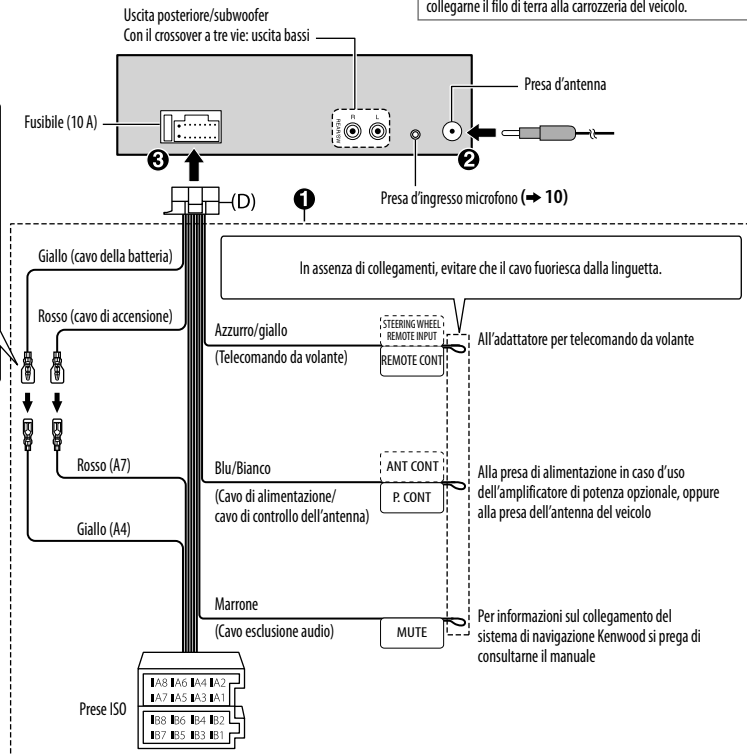 collegarne il filo di terra alla carrozzeria del veicolo.
Uscita posteriore/subwoofer
Con il crossover a tre vie: uscita bassi
Presa d'antenna
Fusibile (10 A)
REAR/SW
R
L
❸
❷
Presa d'ingresso microfono (➜ 10)
(D)
❶
Giallo (cavo della batteria)
In assenza di collegamenti, evitare che il cavo fuoriesca dalla linguetta.
Rosso (cavo di accensione)
Azzurro/giallo
(Telecomando da volante)
STEERING WHEEL
REMOTE INPUT
REMOTE CONT
All'adattatore per telecomando da volante
Rosso (A7)
Blu/Bianco
(Cavo di alimentazione/
cavo di controllo dell'antenna)
ANT CONT
P. CONT
Alla presa di alimentazione in caso d'uso
dell'amplificatore di potenza opzionale, oppure
alla presa dell'antenna del veicolo
Giallo (A4)
Marrone
(Cavo esclusione audio)
MUTE
Per informazioni sul collegamento del
sistema di navigazione Kenwood si prega di
consultarne il manuale
Prese ISO
A8 A6 A4 A2
A7 A5 A3 A1
B8 B6 B4 B2
B7 B5 B3 B1